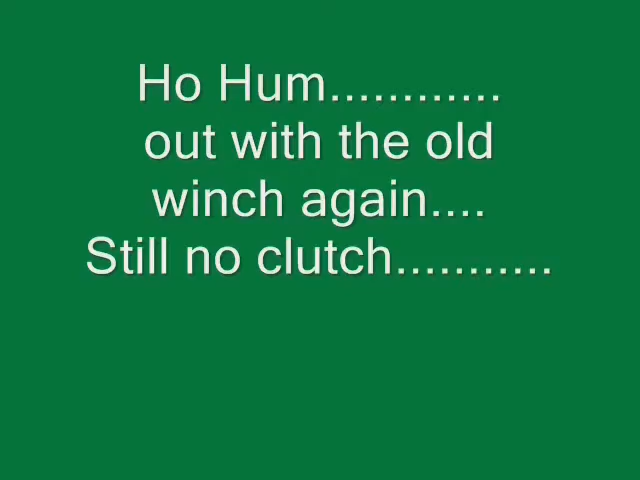 Ho Hum............
out with the old
winch again....
Still no clutch...........